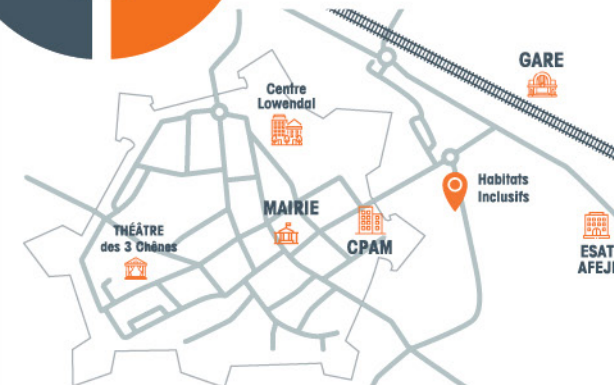 GARE
Centre
Lowendal
Habitats
Inclusifs
MAIRIE
THÉÂTRE
des 3 Chênes
CPAM
ESAT